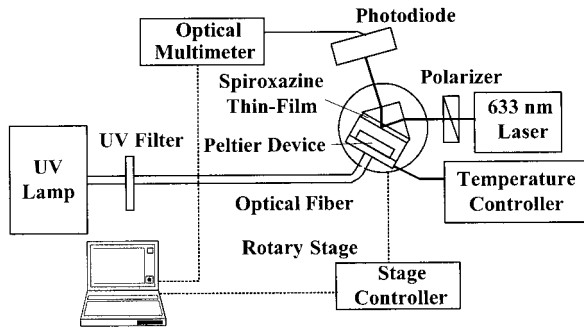 Photodiode
Optical
Multimeter
Polarizer
Spiroxazine
Thin-Film
633 nm
Laser
UV Filter
Peltier Device
UV
Lamp
Temperature
Controller
Optical Fiber
Rotary Stage
Stage
Controller